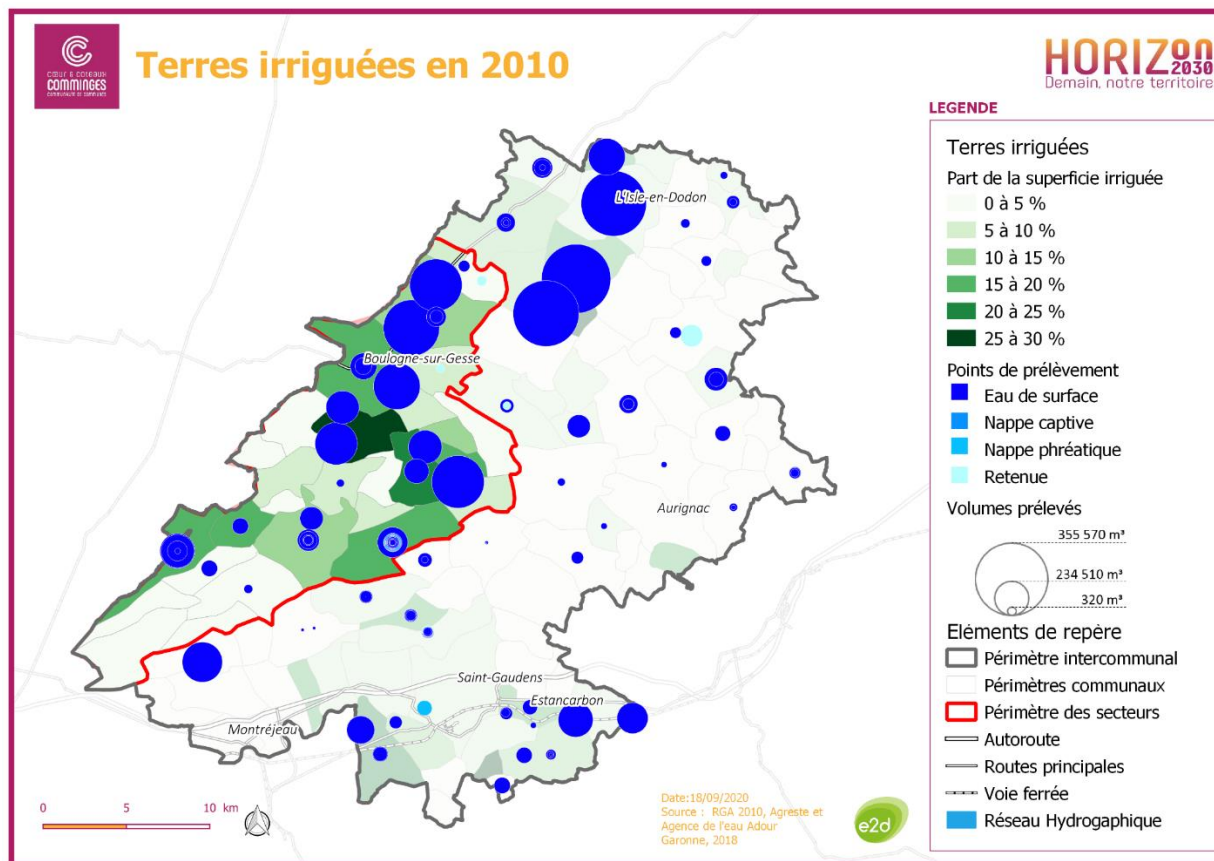 CŒUR & COTEAUX
COMMINGES
COMMUNAUTÉ DE COMMUNES
Terres irriguées en 2010
HORIZON
2030
Demain, notre territoire
LEGENDE
Terres irriguées
Part de la superficie irriguée
0 à 5 %
5 à 10 %
10 à 15 %
15 à 20 %
20 à 25 %
25 à 30 %
Points de prélèvement
Eau de surface
Nappe captive
Nappe phréatique
Retenue
Volumes prélevés
355 570 m³
234 510 m³
320 m³
Eléments de repère
Périmètre intercommunal
Périmètres communaux
Périmètre des secteurs
Autoroute
Routes principales
Voie ferrée
Réseau Hydrogaphique
L'Isle-en-Dodon
Boulogne-sur-Gesse
Aurignac
Saint-Gaudens
Estancarbon
Montréjeau
0 5 10 km
Date:18/09/2020
Source : RGA 2010, Agreste et
Agence de l'eau Adour
Garonne, 2018
e2d